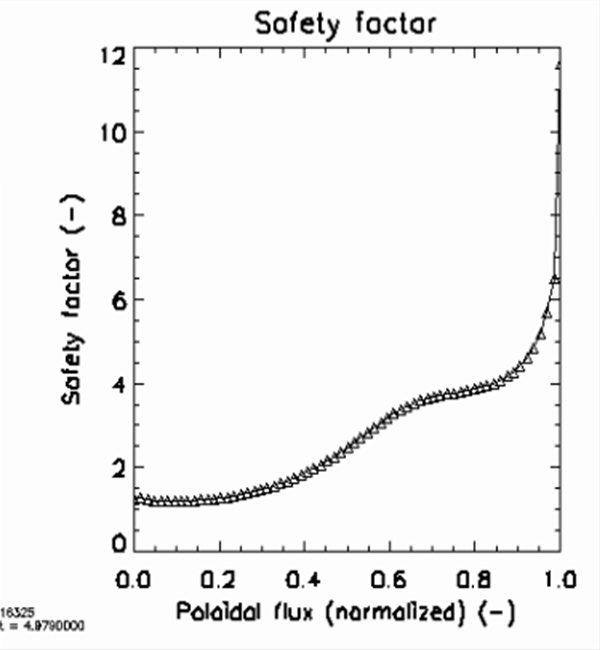 Safety factor
12
10
8
6
4
2
0
Safety factor (-)
0.0 0.2 0.4 0.6 0.8 1.0
Poloidal flux (normalized) (-)
16325
t = 4.9790000